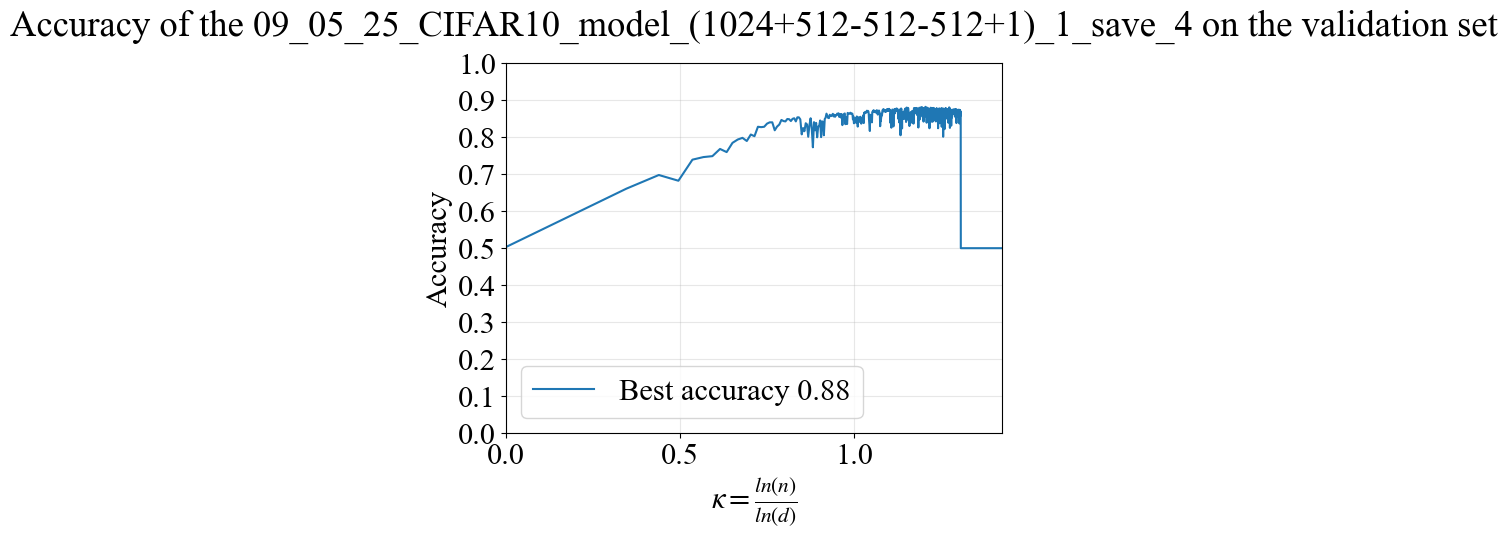 Accuracy of the 09_05_25_CIFAR10_model_(1024+512-512-512+1)_1_save_4 on the validation set
1.0
0.9
0.8
0.7
0.6
0.5
0.4
0.3
0.2
0.1
0.0
Accuracy
Best accuracy 0.88
0.0 0.5 1.0
κ = ln(n) / ln(d)